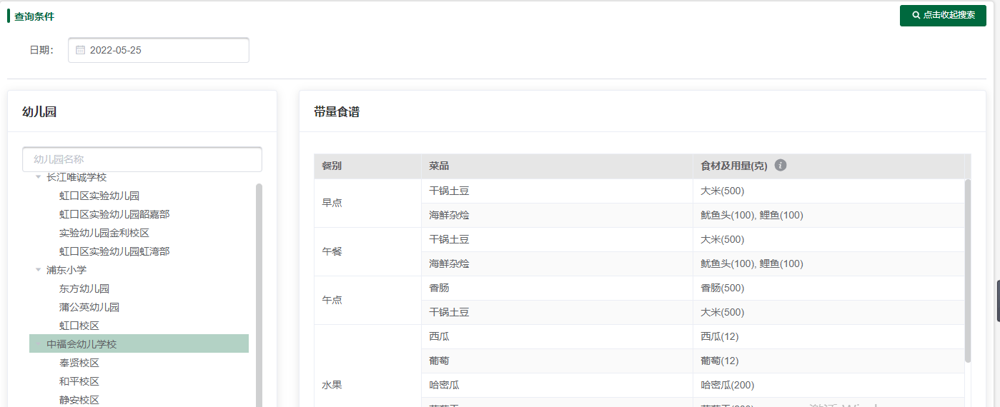 查询条件
点击收起搜索
日期：
2022-05-25
幼儿园
幼儿园名称
长江唯诚学校
虹口区实验幼儿园
虹口区实验幼儿园韶嘉部
实验幼儿园金利校区
虹口区实验幼儿园虹湾部
浦东小学
东方幼儿园
蒲公英幼儿园
虹口校区
中福会幼儿学校
奉贤校区
和平校区
静安校区
带量食谱
餐别 菜品 食材及用量(克)
早点
干锅土豆 大米(500)
海鲜杂烩 鱿鱼头(100), 鲤鱼(100)
午餐
干锅土豆 大米(500)
海鲜杂烩 鱿鱼头(100), 鲤鱼(100)
午点
香肠 香肠(500)
干锅土豆 大米(500)
水果
西瓜 西瓜(12)
葡萄 葡萄(12)
哈密瓜 哈密瓜(200)